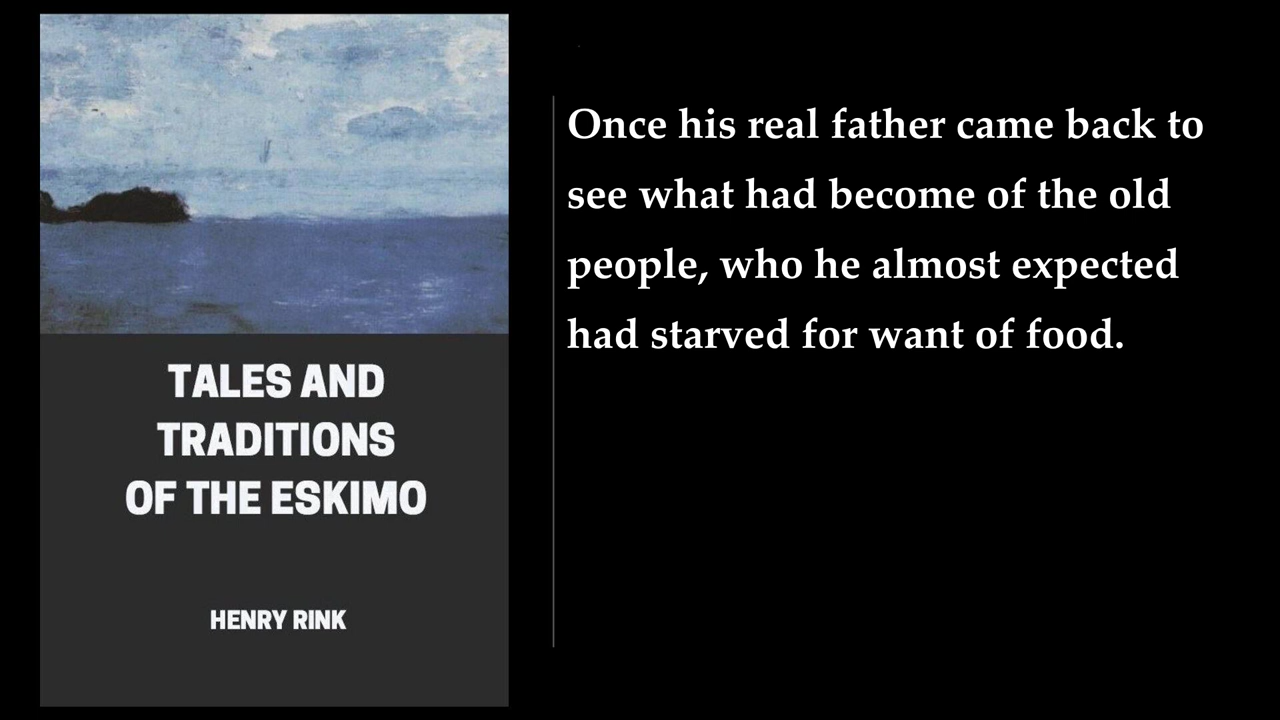 TALES AND
TRADITIONS
OF THE ESKIMO
HENRY RINK
Once his real father came back to
see what had become of the old
people, who he almost expected
had starved for want of food.